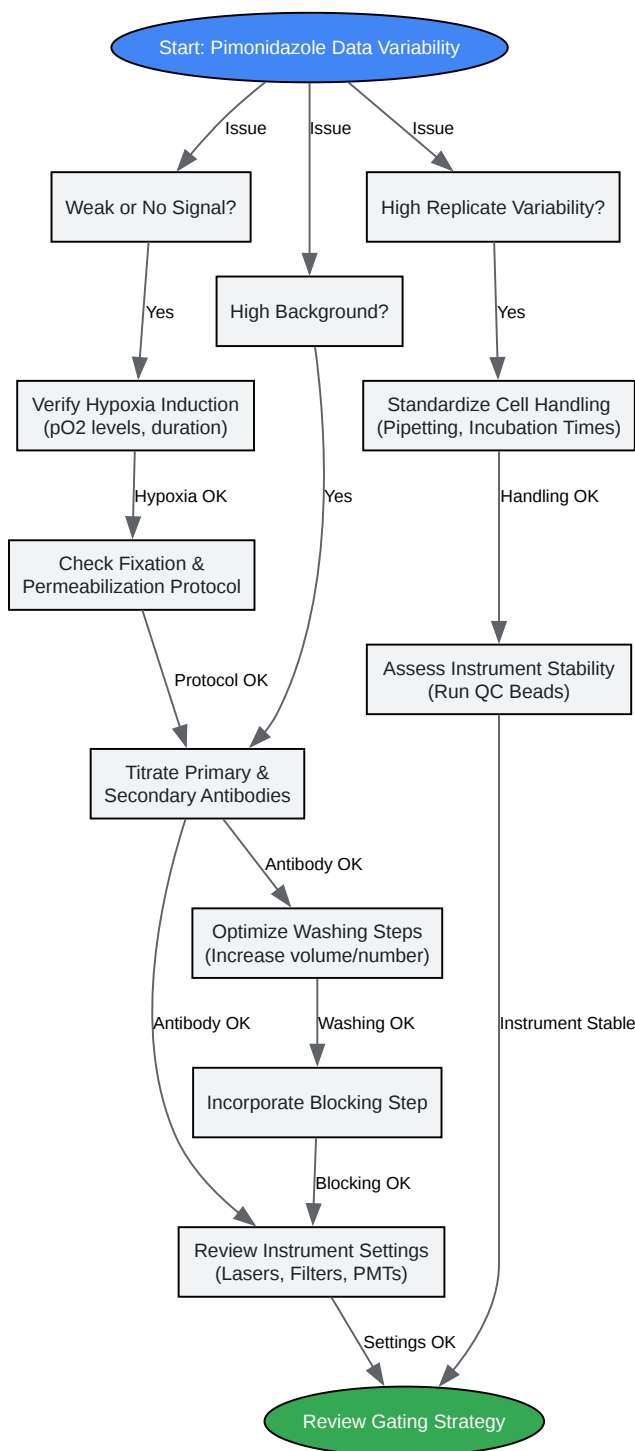 Start: Pimonidazole Data Variability
Issue
Issue
Issue
Weak or No Signal?
High Replicate Variability?
High Background?
Yes
Yes
Verify Hypoxia Induction
(pO2 levels, duration)
Standardize Cell Handling
(Pipetting, Incubation Times)
Hypoxia OK
Yes
Handling OK
Check Fixation &
Permeabilization Protocol
Assess Instrument Stability
(Run QC Beads)
Protocol OK
Titrate Primary &
Secondary Antibodies
Antibody OK
Optimize Washing Steps
(Increase volume/number)
Antibody OK
Washing OK
Instrument Stable
Incorporate Blocking Step
Blocking OK
Review Instrument Settings
(Lasers, Filters, PMTs)
Settings OK
Review Gating Strategy